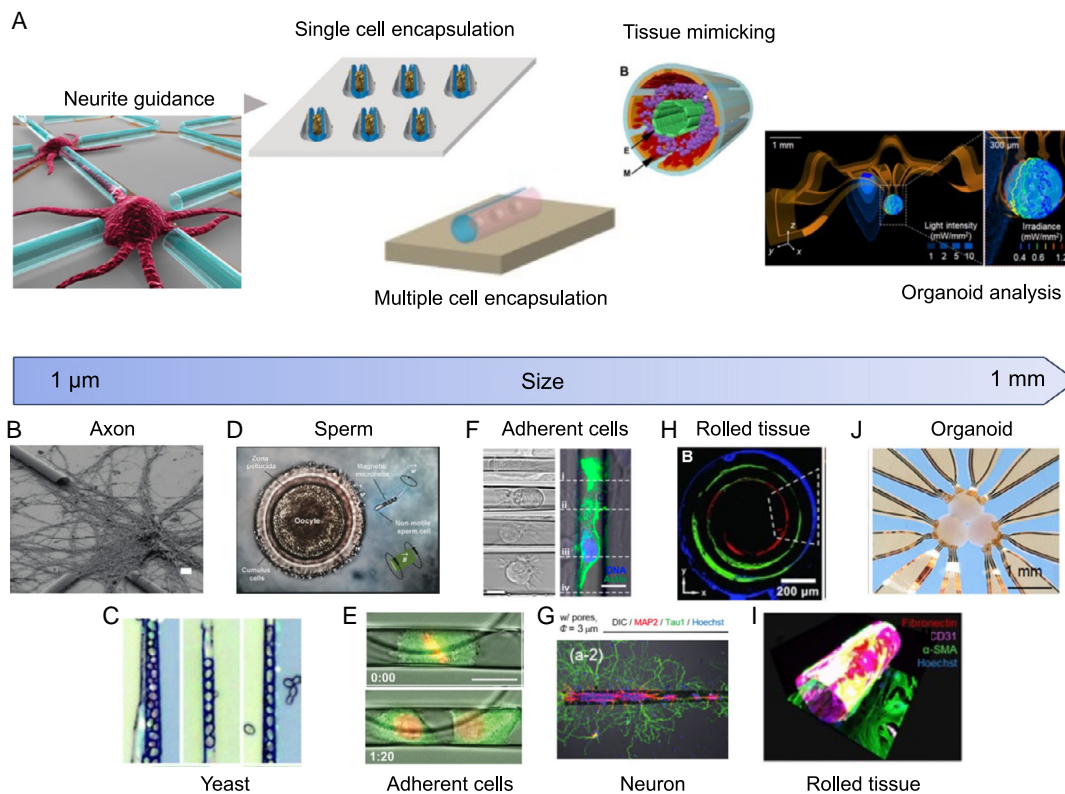 A
Single cell encapsulation
Tissue mimicking
Neurite guidance
B
E
M
Multiple cell encapsulation
1 mm
300 µm
z
y
x
Light intensity
(mW/mm²)
1 2 5 10
Irradiance
(mW/mm²)
0.4 0.6 1.2
Organoid analysis
1 µm
Size
1 mm
B
Axon
D
Sperm
Zona
pellucida
Magnetic
microhelix
Oocyte
Non-motile
sperm cell
Cumulus
cells
F
Adherent cells
i
ii
iii
iv
DNA
Actin
H
Rolled tissue
B
y
x
200 µm
J
Organoid
1 mm
C
Yeast
E
0:00
1:20
Adherent cells
G
w/ pores,
Φ = 3 µm
DIC / MAP2 / Tau1 / Hoechst
(a-2)
Neuron
I
Fibronectin
CD31
α-SMA
Hoechst
Rolled tissue